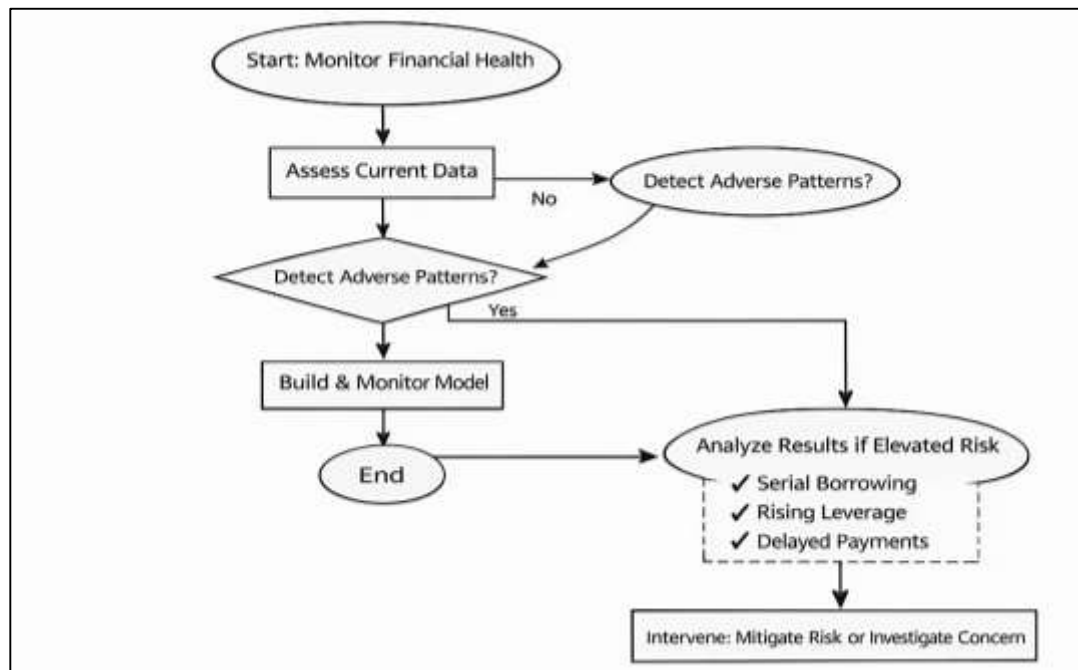 Start: Monitor Financial Health
Assess Current Data
No
Detect Adverse Patterns?
Detect Adverse Patterns?
Yes
Build & Monitor Model
End
Analyze Results if Elevated Risk
✓ Serial Borrowing
✓ Rising Leverage
✓ Delayed Payments
Intervene: Mitigate Risk or Investigate Concern